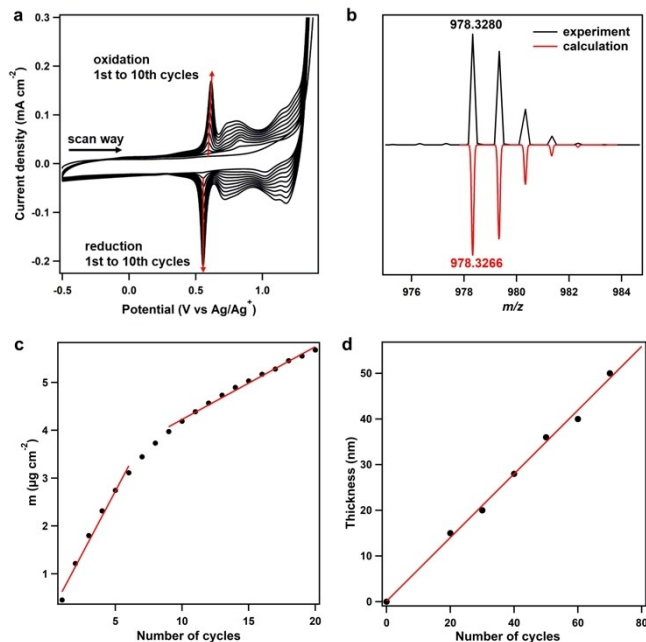 a
0.3
0.2
0.1
0.0
-0.1
-0.2
Current density (mA cm⁻²)
oxidation
1st to 10th cycles
scan way
reduction
1st to 10th cycles
-0.5
0.0
0.5
1.0
Potential (V vs Ag/Ag⁺)
b
978.3280
experiment
calculation
978.3266
976
978
980
982
984
m/z
c
5
4
3
2
1
m (µg cm⁻²)
5
10
15
20
Number of cycles
d
50
40
30
20
10
0
Thickness (nm)
0
20
40
60
80
Number of cycles